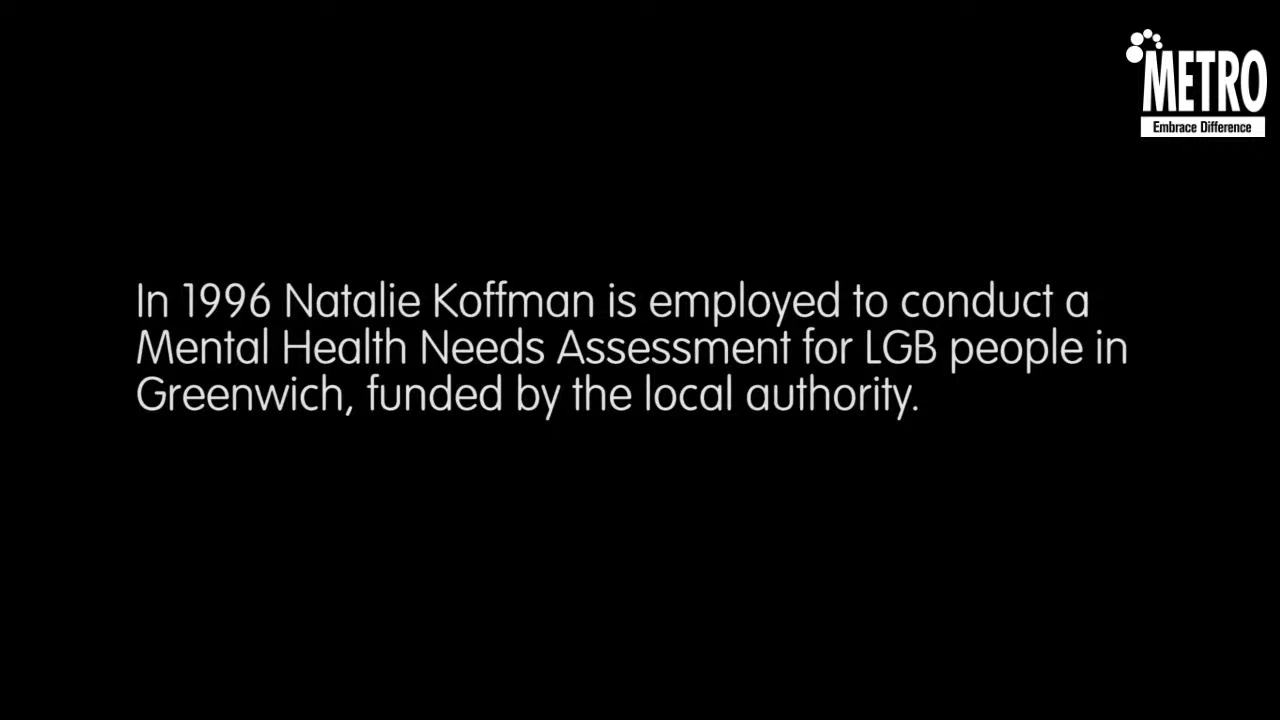 METRO
Embrace Difference
In 1996 Natalie Koffman is employed to conduct a
Mental Health Needs Assessment for LGB people in
Greenwich, funded by the local authority.